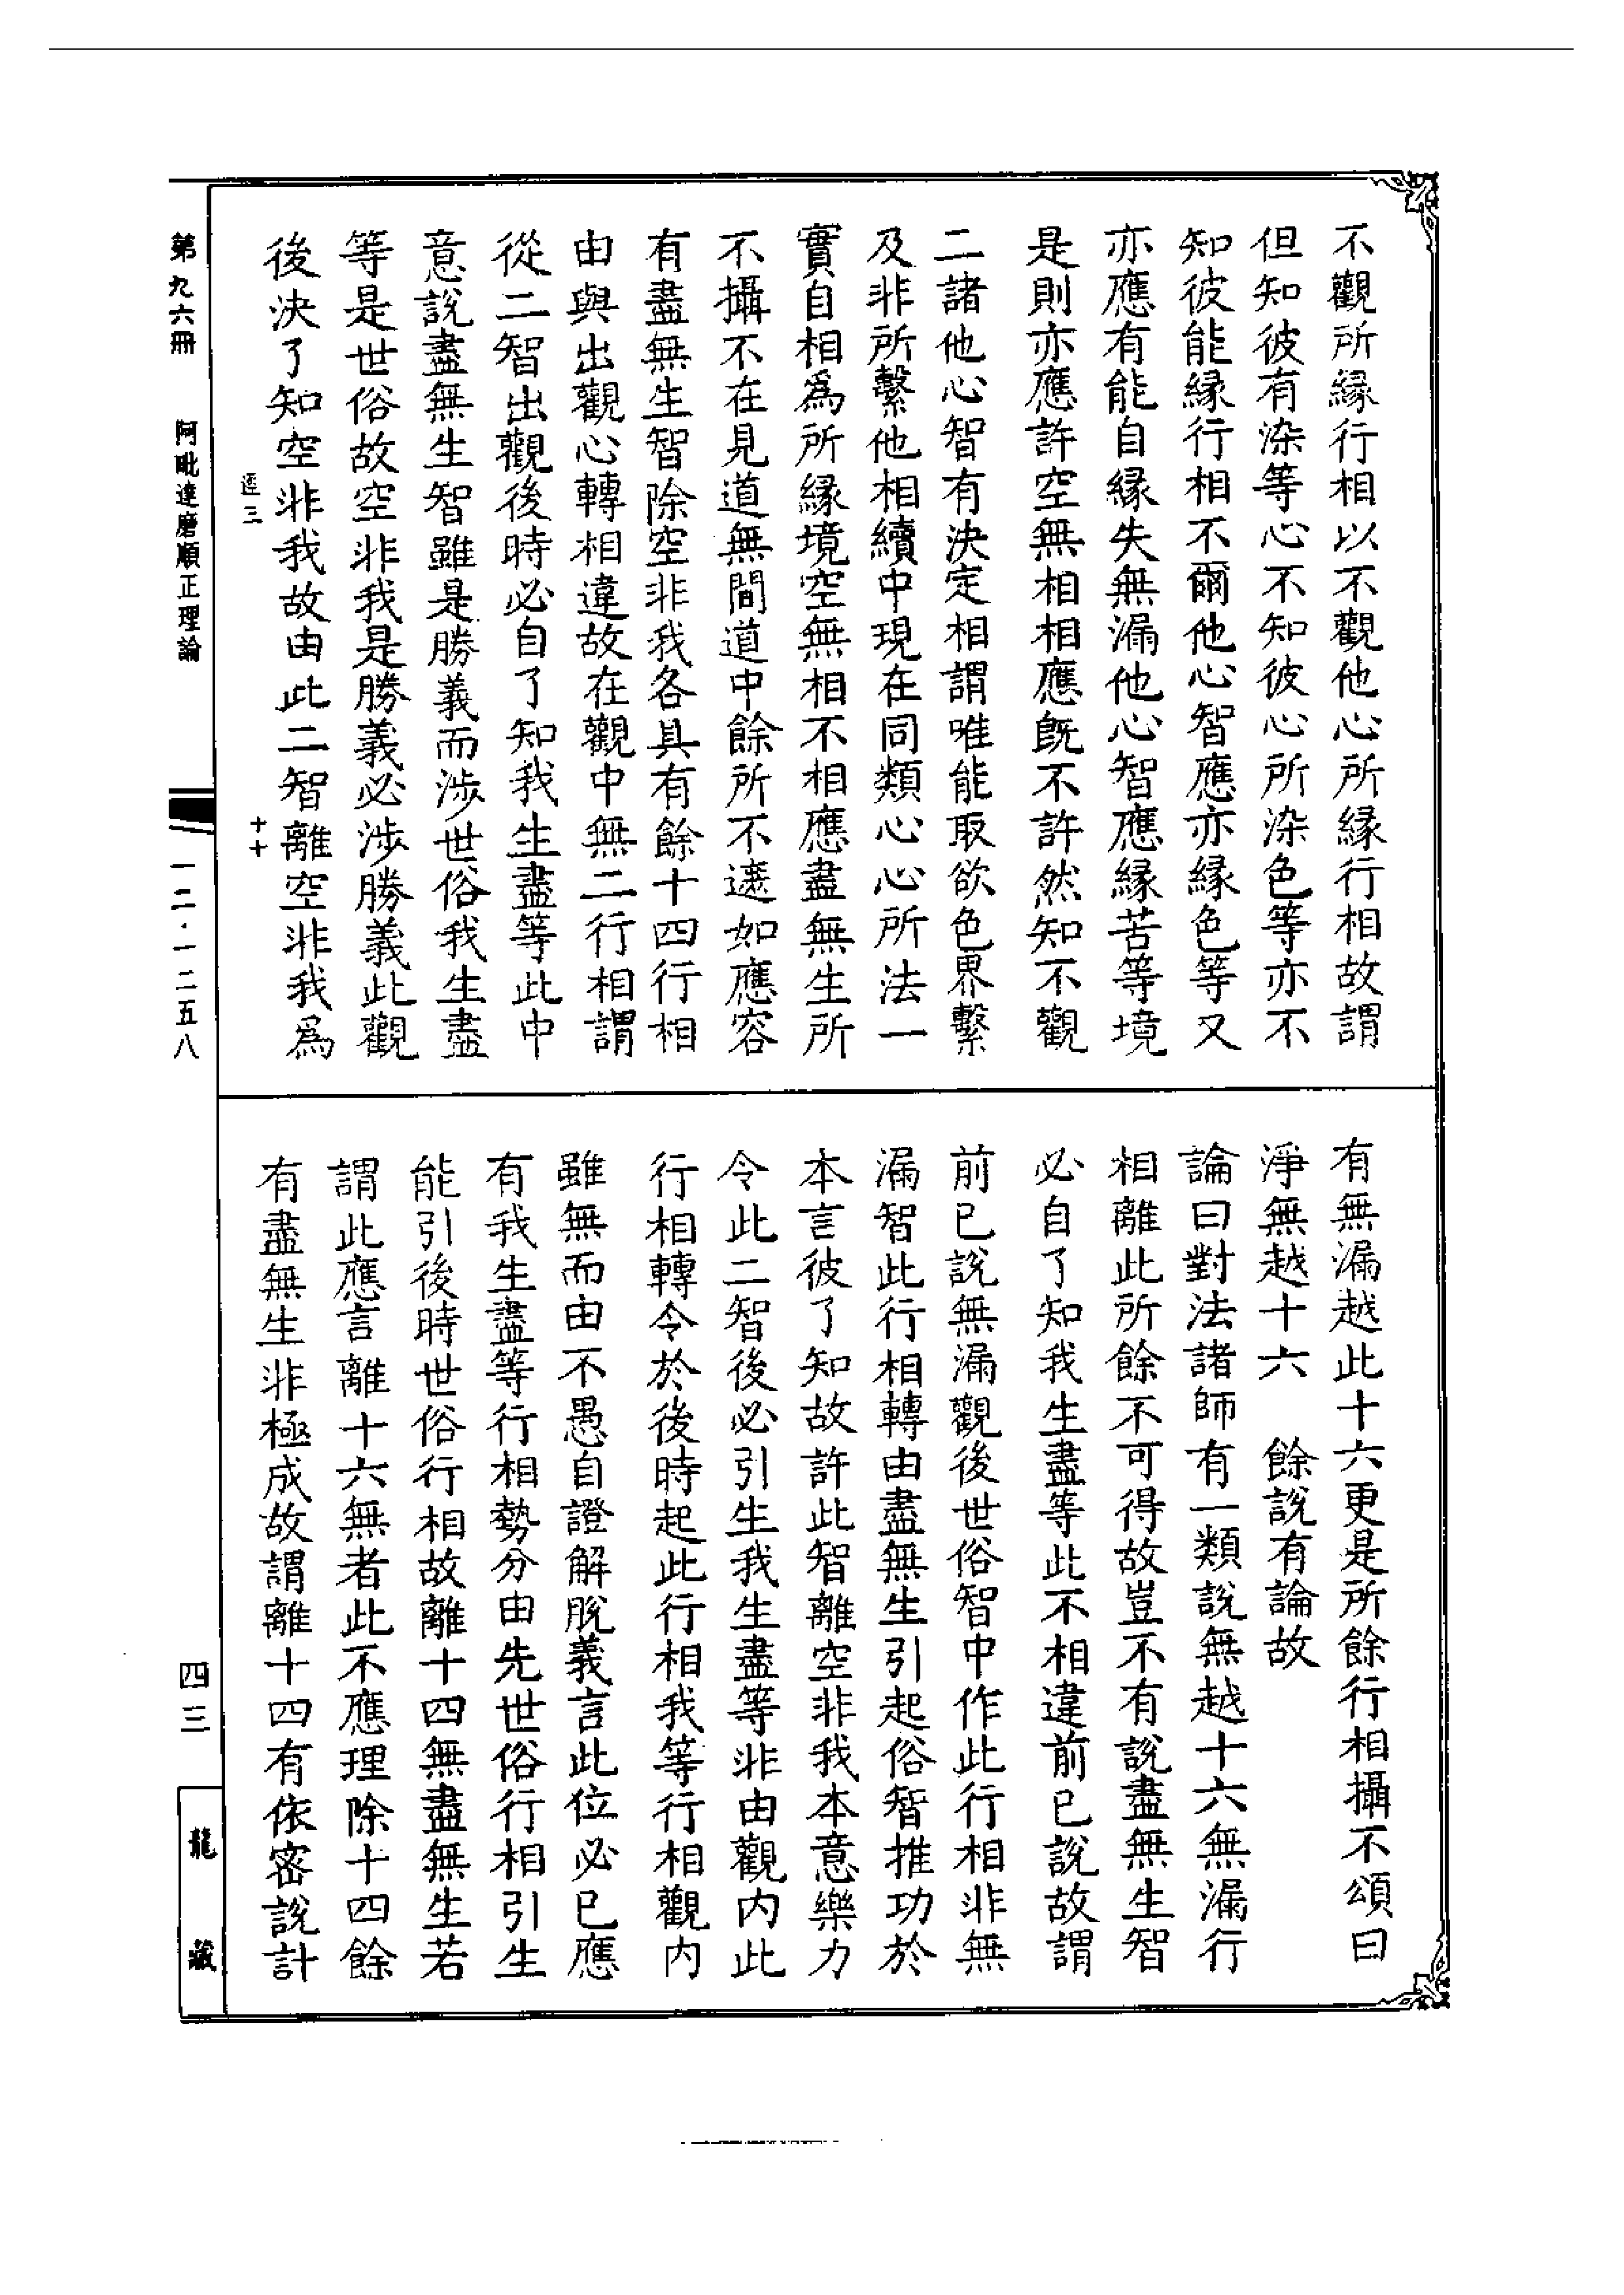 不觀所緣行相以不觀他心所緣行相故謂
但知彼有染等心不知彼心所染色等亦不
知彼能緣行相不爾他心智應亦緣色等又
亦應有能自緣失無漏他心智應緣苦等境
是則亦應許空無相相應旣不許然知不觀
二諸他心智有決定相謂唯能取欲色界繫
及非所繫他相續中現在同類心心所法一
實自相爲所緣境空無相不相應盡無生所
不攝不在見道無間道中餘所不遮如應容
有盡無生智除空非我各具有餘十四行相
由與出觀心轉相違故在觀中無二行相謂
從二智出觀後時必自了知我生盡等此中
意說盡無生智雖是勝義而涉世俗我生盡
等是世俗故空非我是勝義必涉勝義此觀
後決了知空非我故由此二智離空非我爲
有無漏越此十六更是所餘行相攝不頌曰
淨無越十六　餘說有論故
論曰對法諸師有一類說無越十六無漏行
相離此所餘不可得故豈不有說盡無生智
必自了知我生盡等此不相違前已說故謂
前已說無漏觀後世俗智中作此行相非無
漏智此行相轉由盡無生引起俗智推功於
本言彼了知故許此智離空非我本意樂力
令此二智後必引生我生盡等非由觀內此
行相轉令於後時起此行相我等行相觀內
雖無而由不愚自證解脫義言此位必已應
有我生盡等行相勢分由先世俗行相引生
能引後時世俗行相故離十四無盡無生若
謂此應言離十六無者此不應理除十四餘
有盡無生非極成故謂離十四有依密說計
第九六冊
阿毗達磨順正理論
逕三
十十
一二·一二五八
四三
龍藏